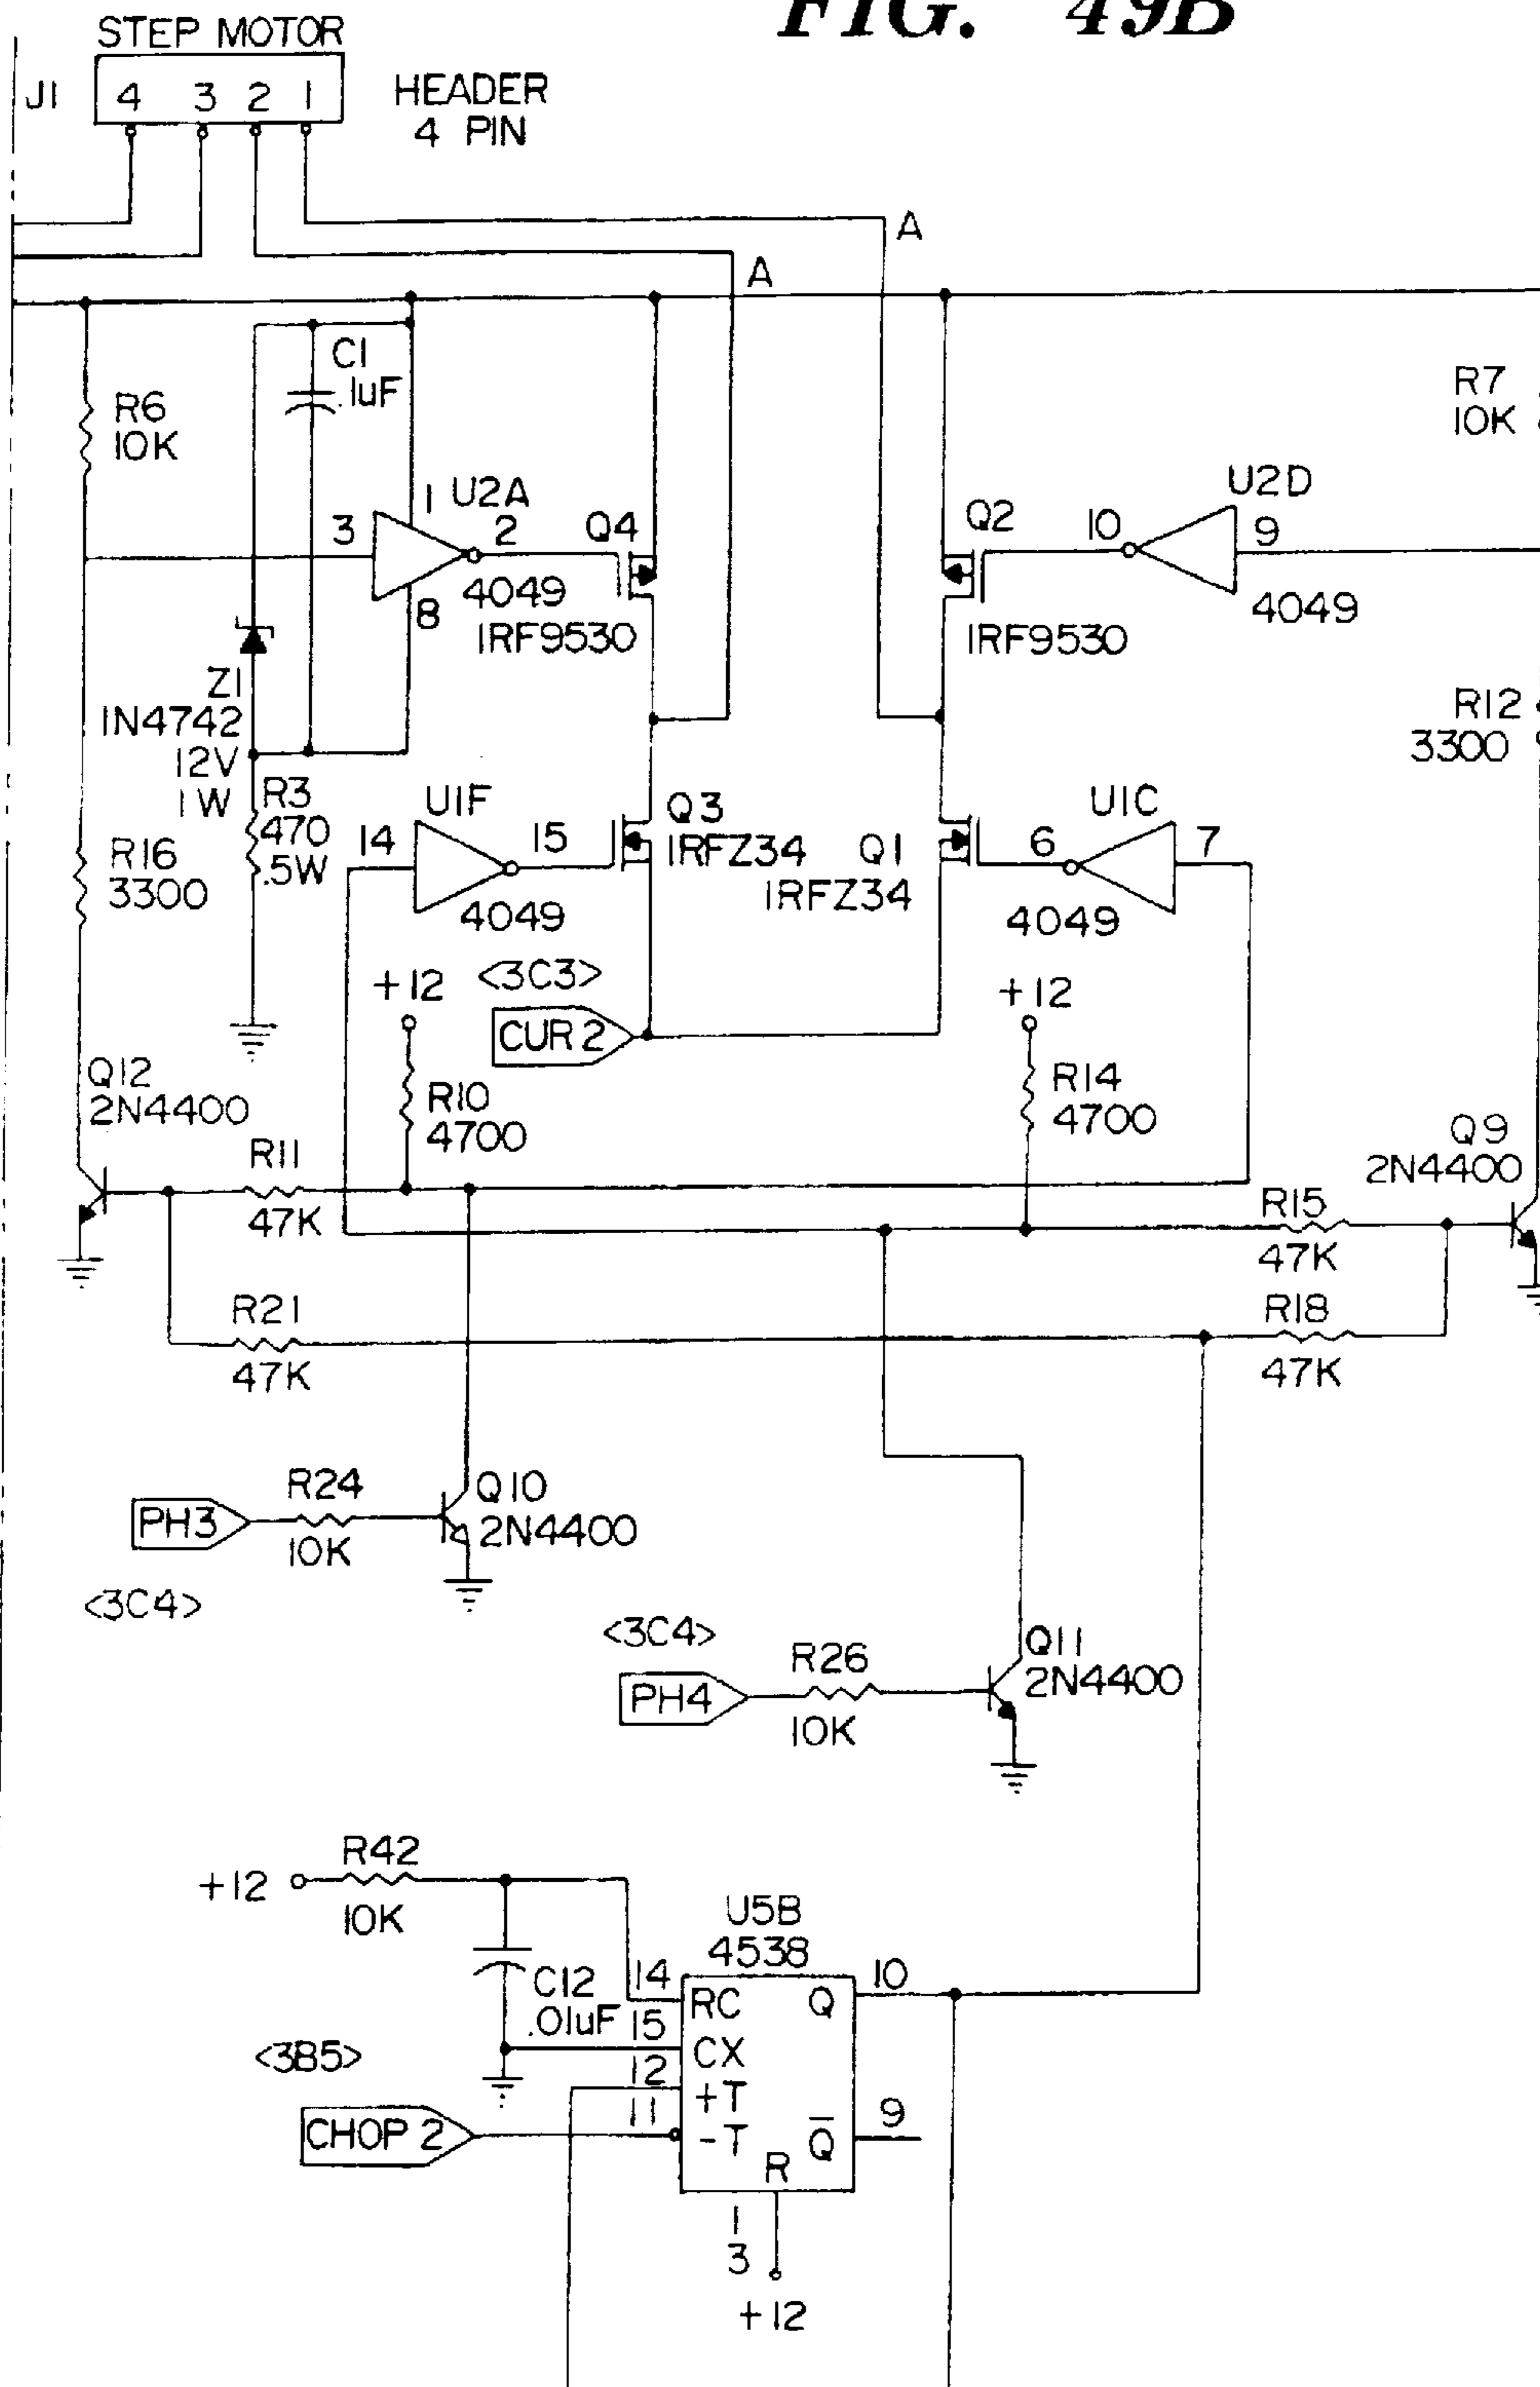 FIG. 49B
STEP MOTOR
J1 4 3 2 1
HEADER
4 PIN
A
A
C1
.1uF
R6
10K
R7
10K
1 U2A
3 2
8
4049
Q4
IRF9530
Q2
IRF9530
U2D
10 9
4049
Z1
1N4742
12V
1W
R3
470
.5W
R12
3300
R16
3300
U1F
14 15
4049
Q3
IRFZ34
Q1
IRFZ34
U1C
6 7
4049
+12
<3C3>
CUR 2
+12
Q12
2N4400
R10
4700
R14
4700
Q9
2N4400
R11
47K
R15
47K
R21
47K
R18
47K
PH3
R24
10K
Q10
2N4400
<3C4>
<3C4>
PH4
R26
10K
Q11
2N4400
+12
R42
10K
U5B
4538
C12
.01uF
14 RC Q 10
15 CX
12 +T
11 -T Q̅ 9
R
<3B5>
CHOP 2
1
3
+12